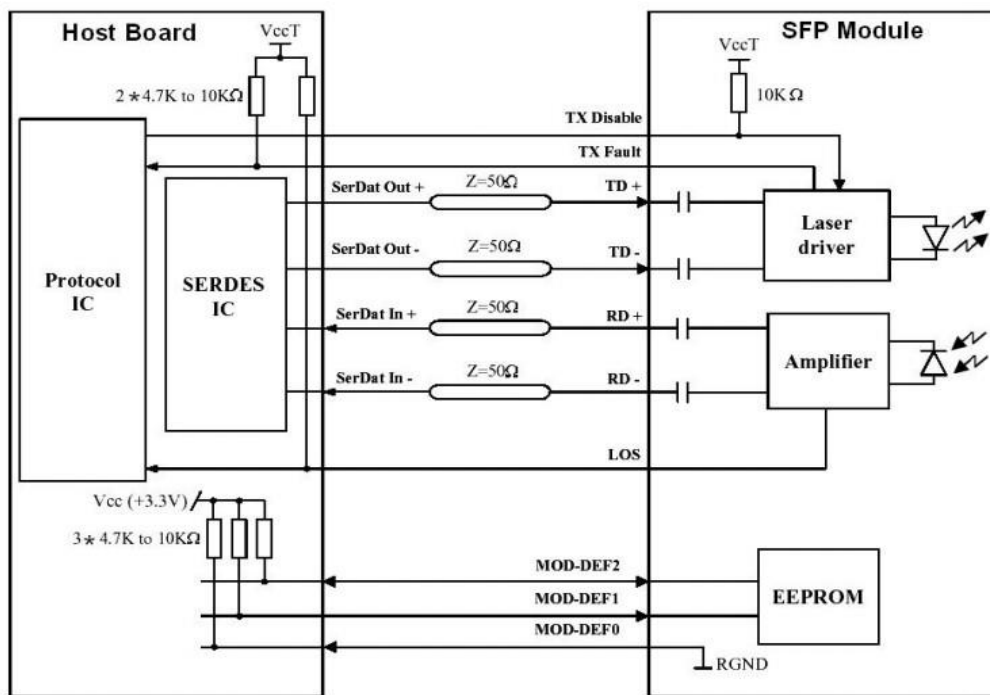 Host Board
SFP Module
VccT
VccT
2*4.7K to 10KΩ
10KΩ
TX Disable
TX Fault
SerDat Out +
Z=50Ω
TD +
SerDat Out -
Z=50Ω
TD -
SerDat In +
Z=50Ω
RD +
SerDat In -
Z=50Ω
RD -
Protocol
IC
SERDES
IC
Laser
driver
Amplifier
LOS
Vcc (+3.3V)
3*4.7K to 10KΩ
MOD-DEF2
MOD-DEF1
MOD-DEF0
EEPROM
RGND